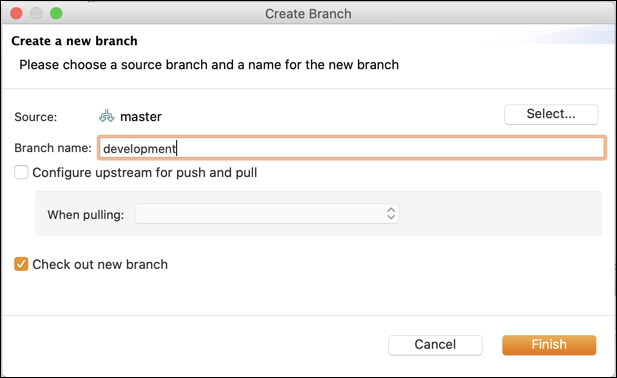 Create Branch
Create a new branch
Please choose a source branch and a name for the new branch
Source: master Select...
Branch name: development
Configure upstream for push and pull
When pulling:
Check out new branch
Cancel Finish